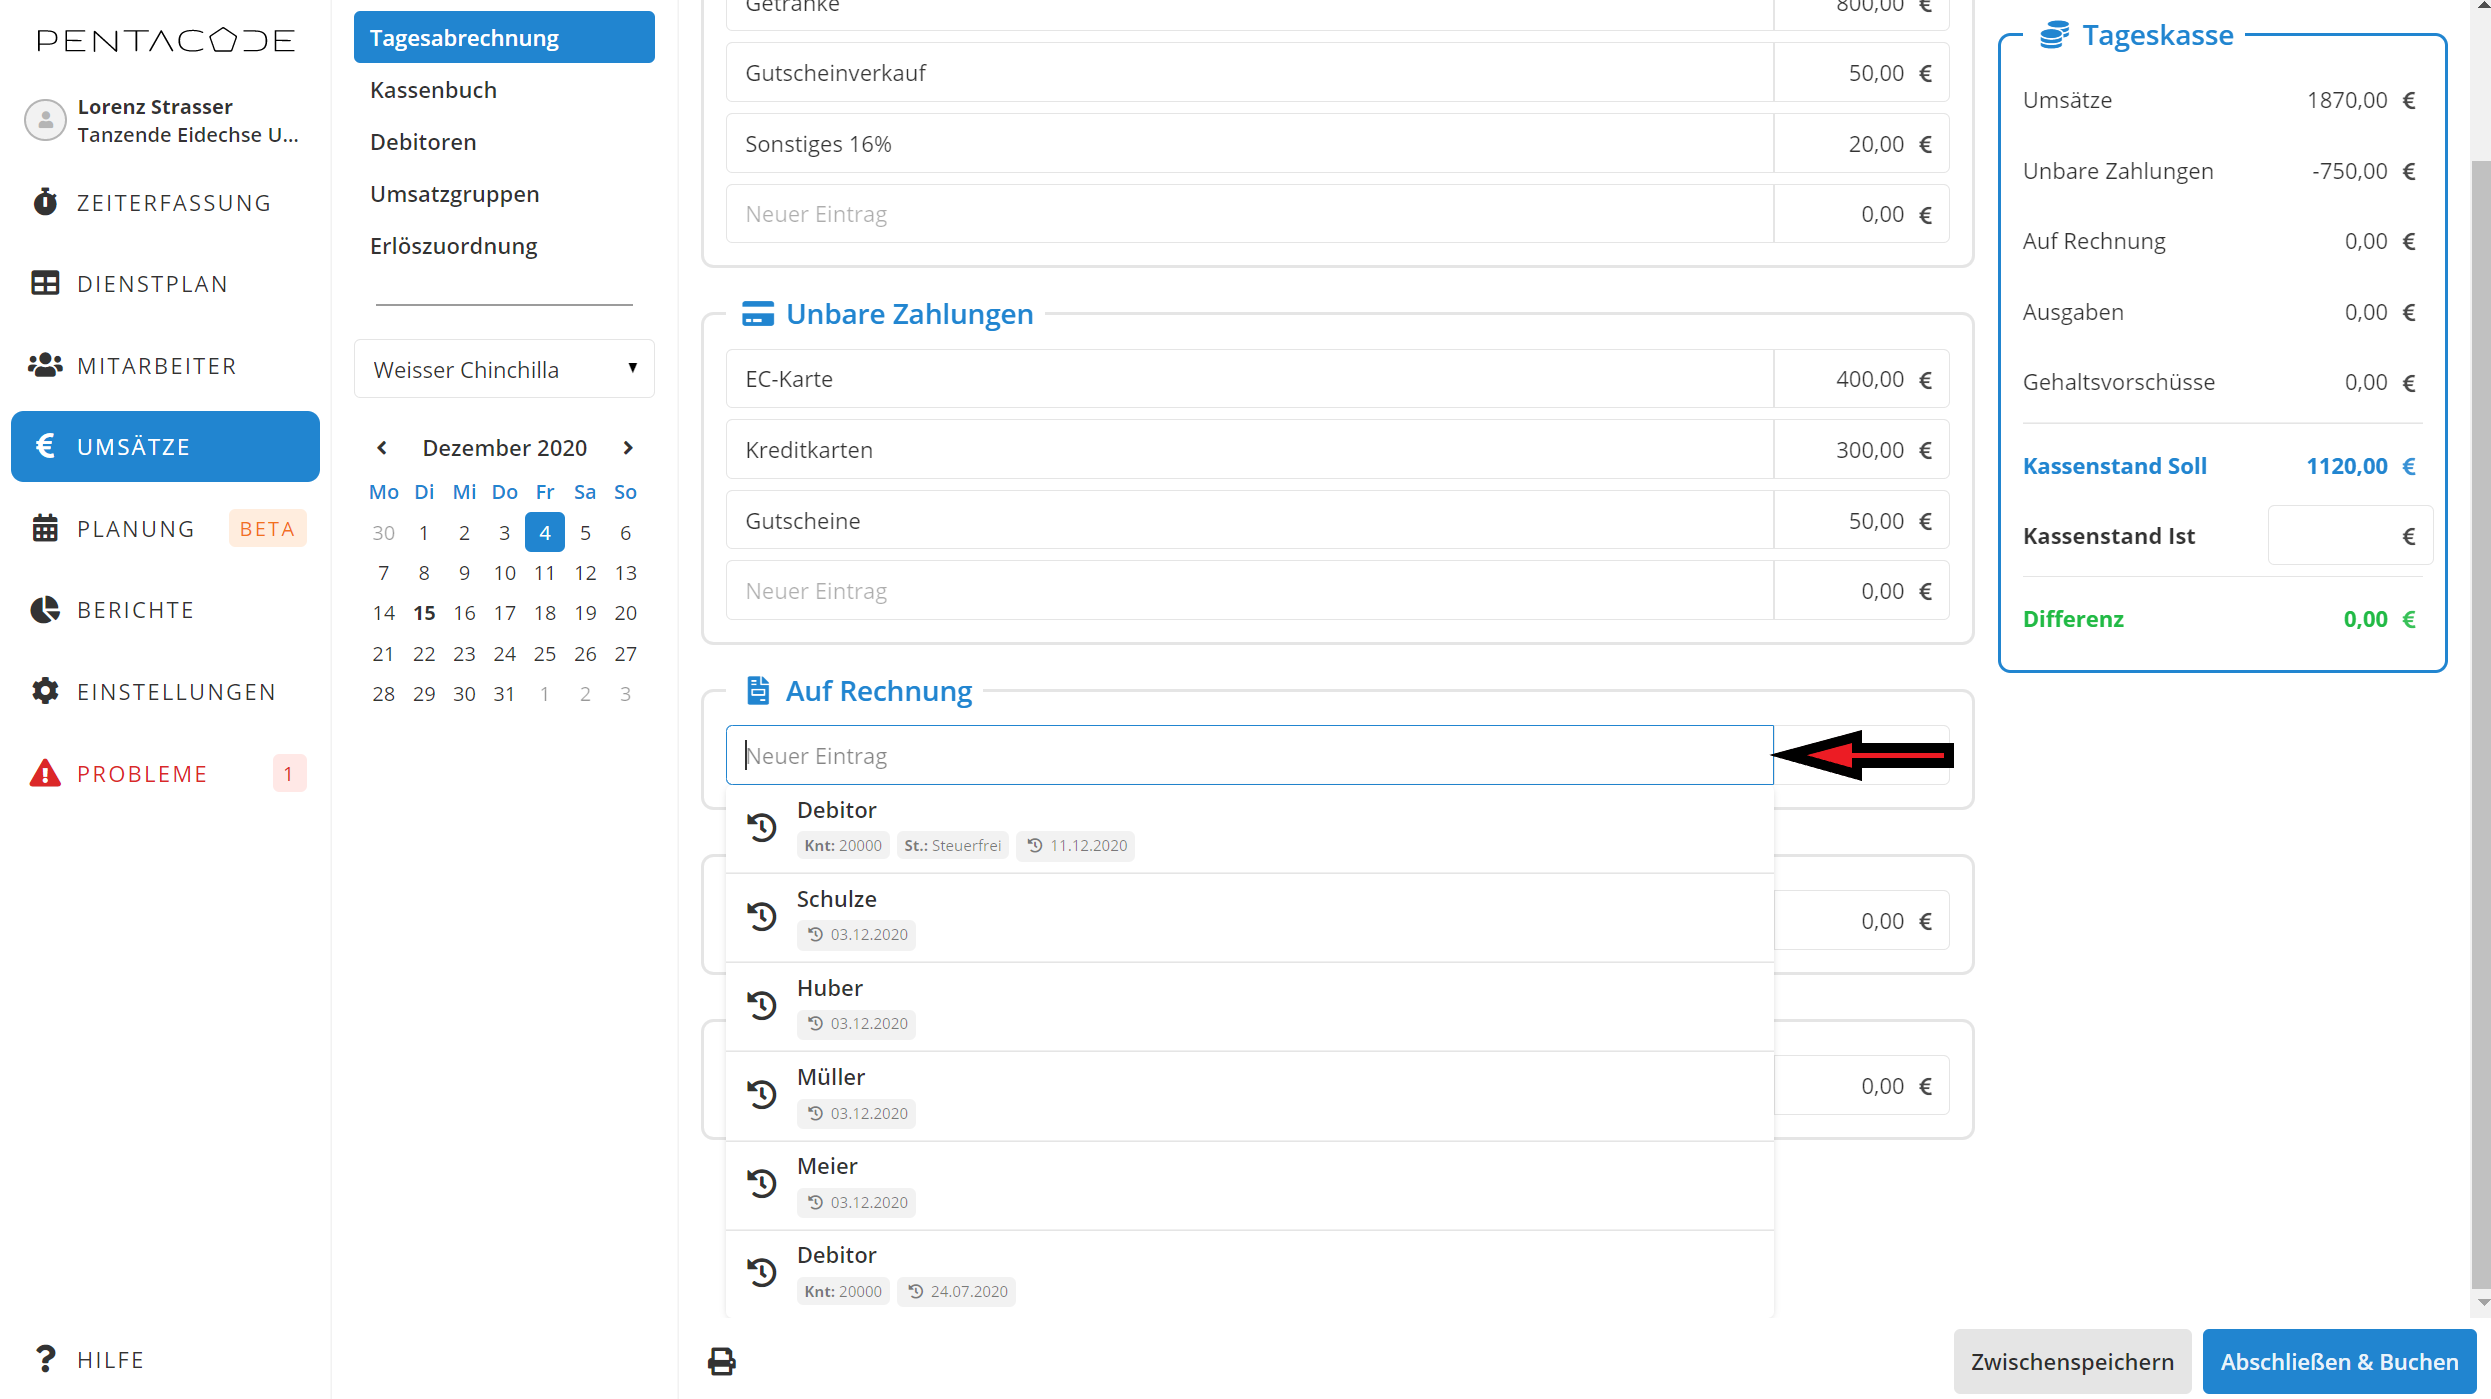 PENTACODE
Lorenz Strasser
Tanzende Eidechse U...
ZEITERFASSUNG
DIENSTPLAN
MITARBEITER
€ UMSÄTZE
PLANUNG BETA
BERICHTE
EINSTELLUNGEN
PROBLEME 1
? HILFE
Tagesabrechnung
Kassenbuch
Debitoren
Umsatzgruppen
Erlöszuordnung
Weisser Chinchilla
Dezember 2020
Mo Di Mi Do Fr Sa So
30 1 2 3 4 5 6
7 8 9 10 11 12 13
14 15 16 17 18 19 20
21 22 23 24 25 26 27
28 29 30 31 1 2 3
Getränke 800,00 €
Gutscheinverkauf 50,00 €
Sonstiges 16% 20,00 €
Neuer Eintrag 0,00 €
Unbare Zahlungen
EC-Karte 400,00 €
Kreditkarten 300,00 €
Gutscheine 50,00 €
Neuer Eintrag 0,00 €
Auf Rechnung
Neuer Eintrag
Debitor
Knt: 20000 St.: Steuerfrei 11.12.2020
Schulze
03.12.2020
0,00 €
Huber
03.12.2020
Müller
03.12.2020
0,00 €
Meier
03.12.2020
Debitor
Knt: 20000 24.07.2020
Tageskasse
Umsätze 1870,00 €
Unbare Zahlungen -750,00 €
Auf Rechnung 0,00 €
Ausgaben 0,00 €
Gehaltsvorschüsse 0,00 €
Kassenstand Soll 1120,00 €
Kassenstand Ist €
Differenz 0,00 €
Zwischenspeichern
Abschließen & Buchen